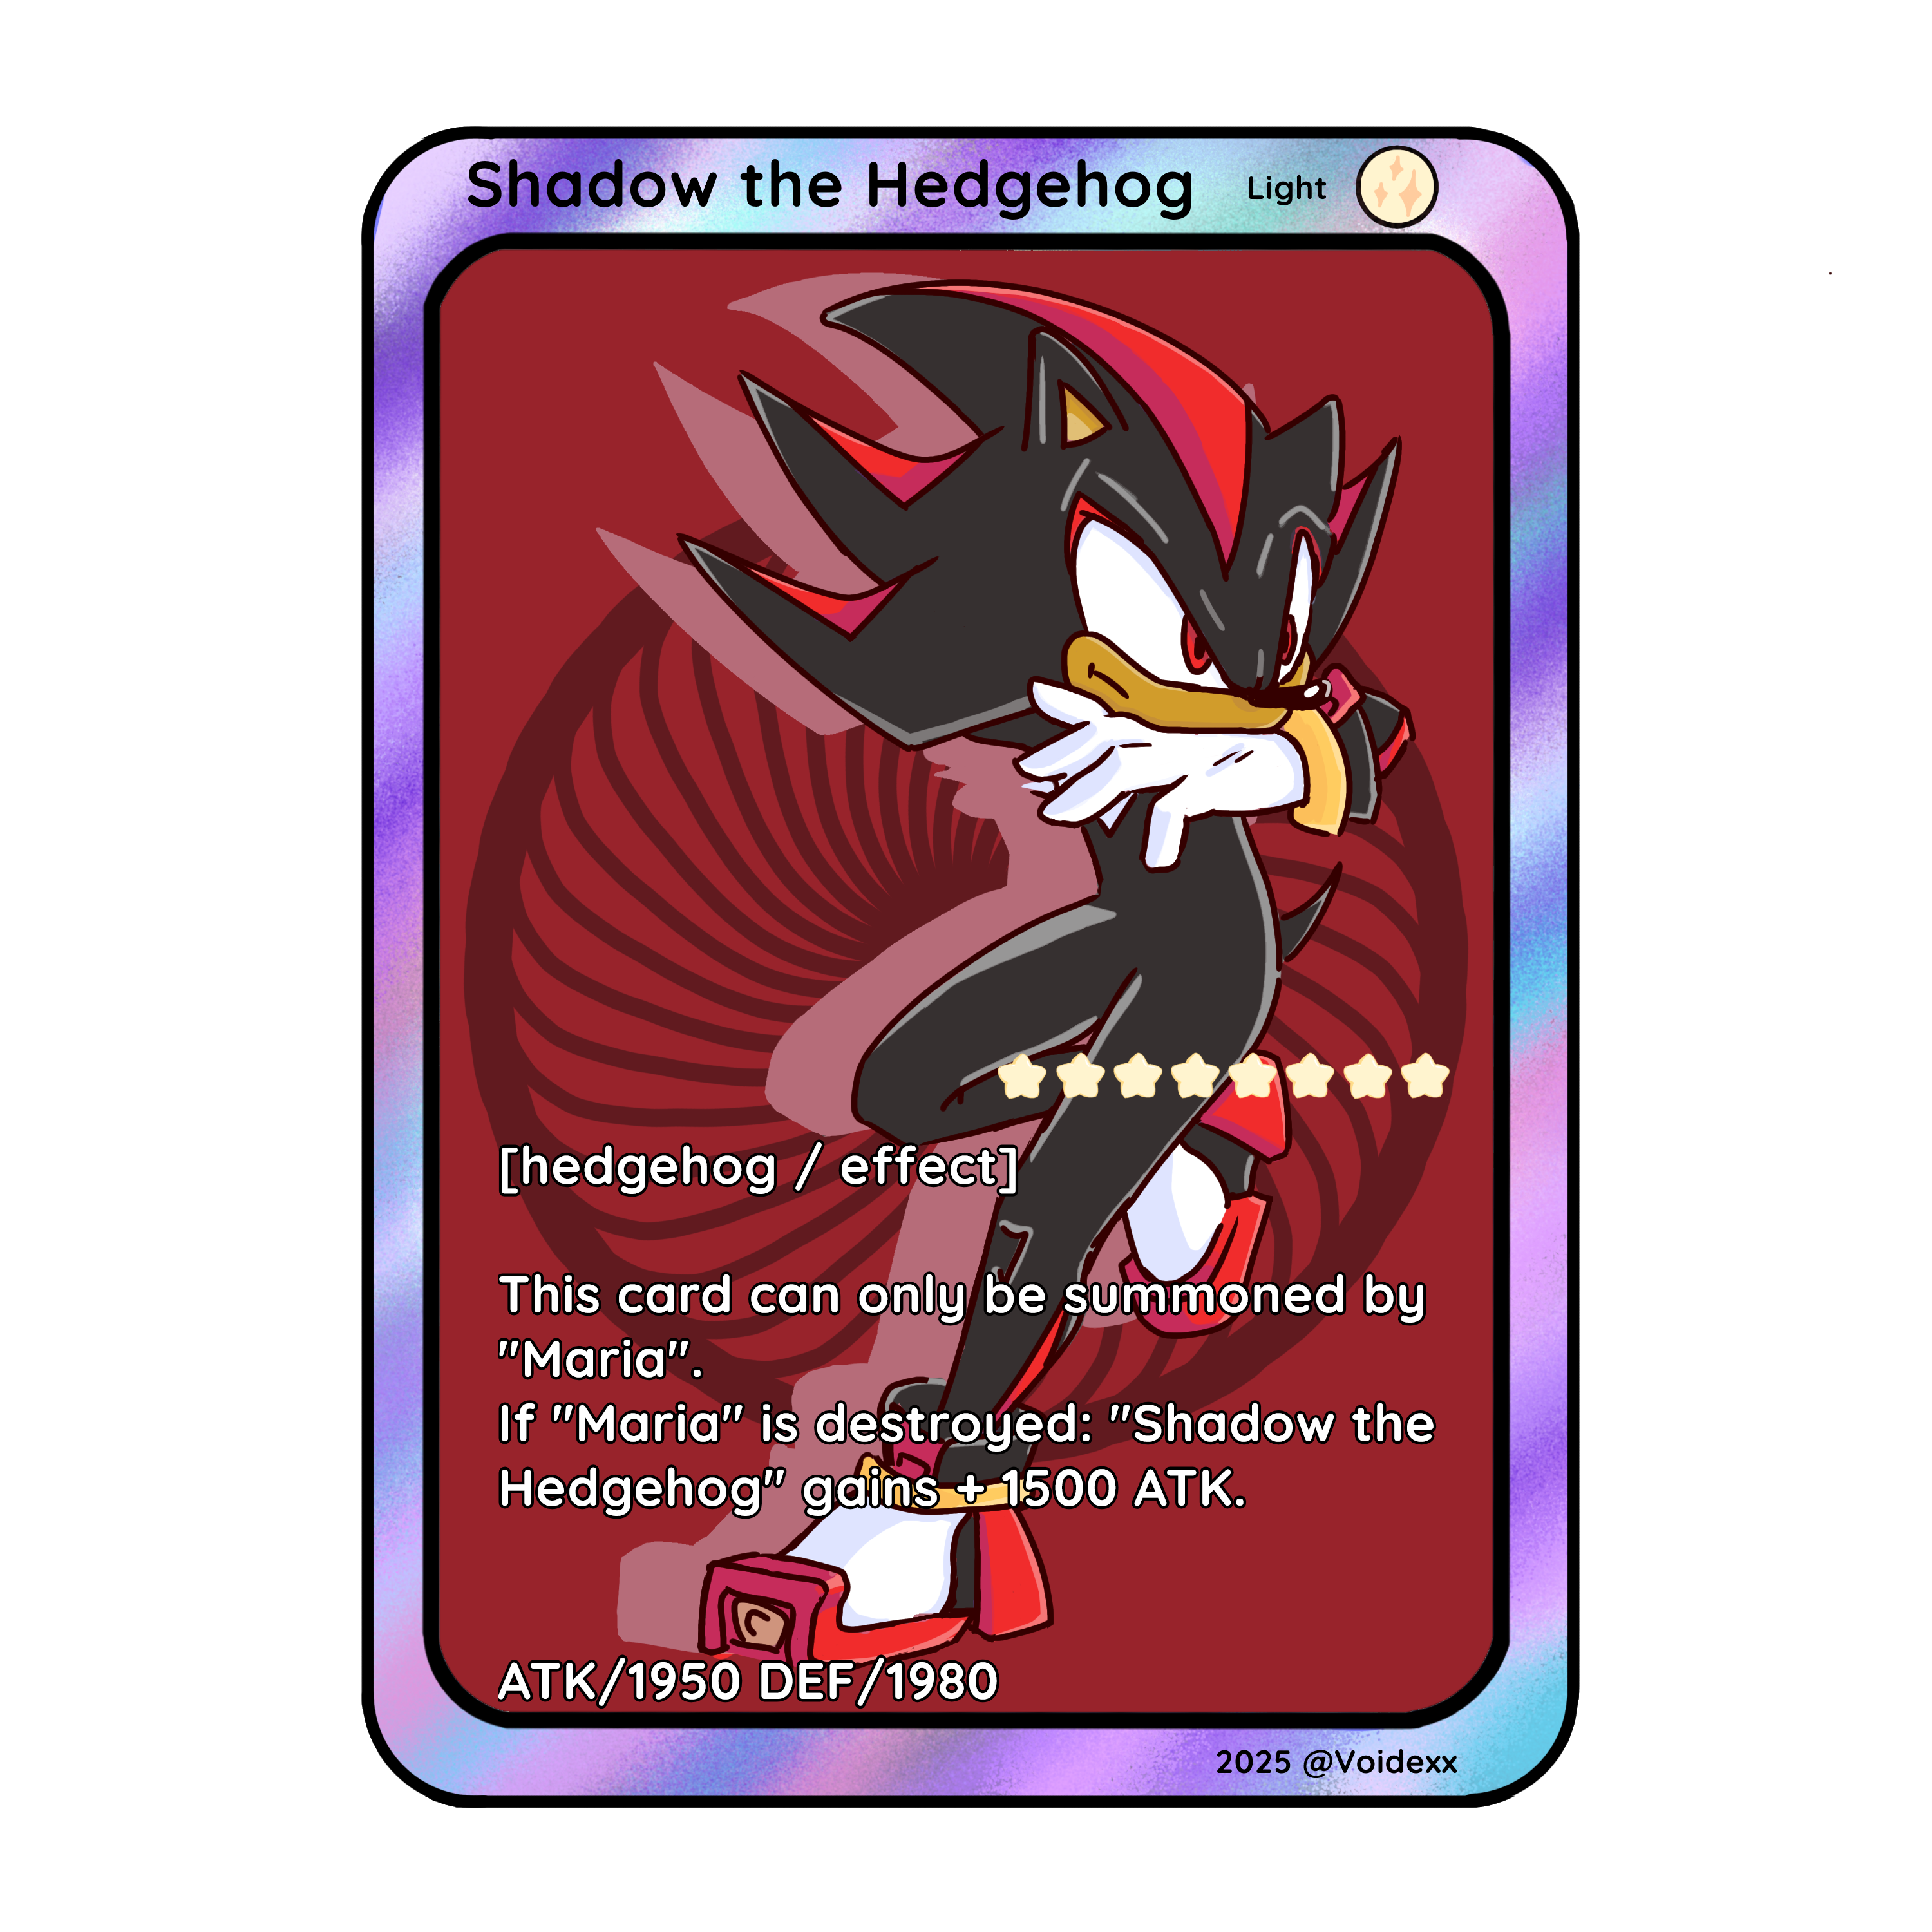 Shadow the Hedgehog Light
[hedgehog / effect]
This card can only be summoned by
"Maria".
If "Maria" is destroyed: "Shadow the
Hedgehog" gains + 1500 ATK.
ATK/1950 DEF/1980
2025 @Voidexx